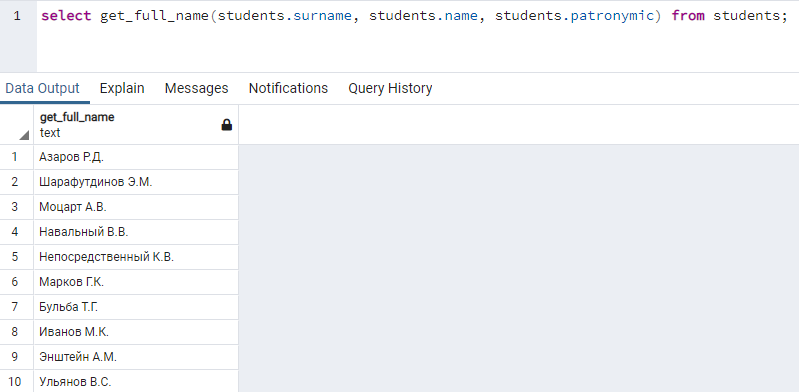 1 select get_full_name(students.surname, students.name, students.patronymic) from students;
Data Output Explain Messages Notifications Query History
get_full_name
text
1 Азаров Р.Д.
2 Шарафутдинов Э.М.
3 Моцарт А.В.
4 Навальный В.В.
5 Непосредственный К.В.
6 Марков Г.К.
7 Бульба Т.Г.
8 Иванов М.К.
9 Энштейн А.М.
10 Ульянов В.С.